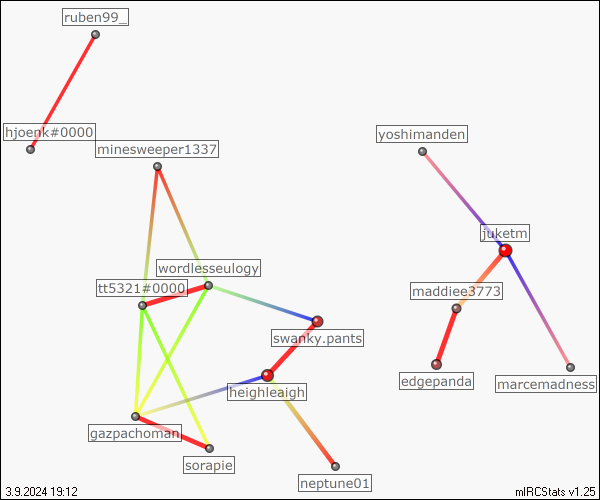 ruben99_
hjoenk#0000
yoshimanden
minesweeper1337
juketm
wordlesseulogy
tt5321#0000
maddiee3773
swanky.pants
edgepanda
marcemadness
heighleaigh
gazpachoman
sorapie
neptune01
3.9.2024 19:12
mIRCStats v1.25